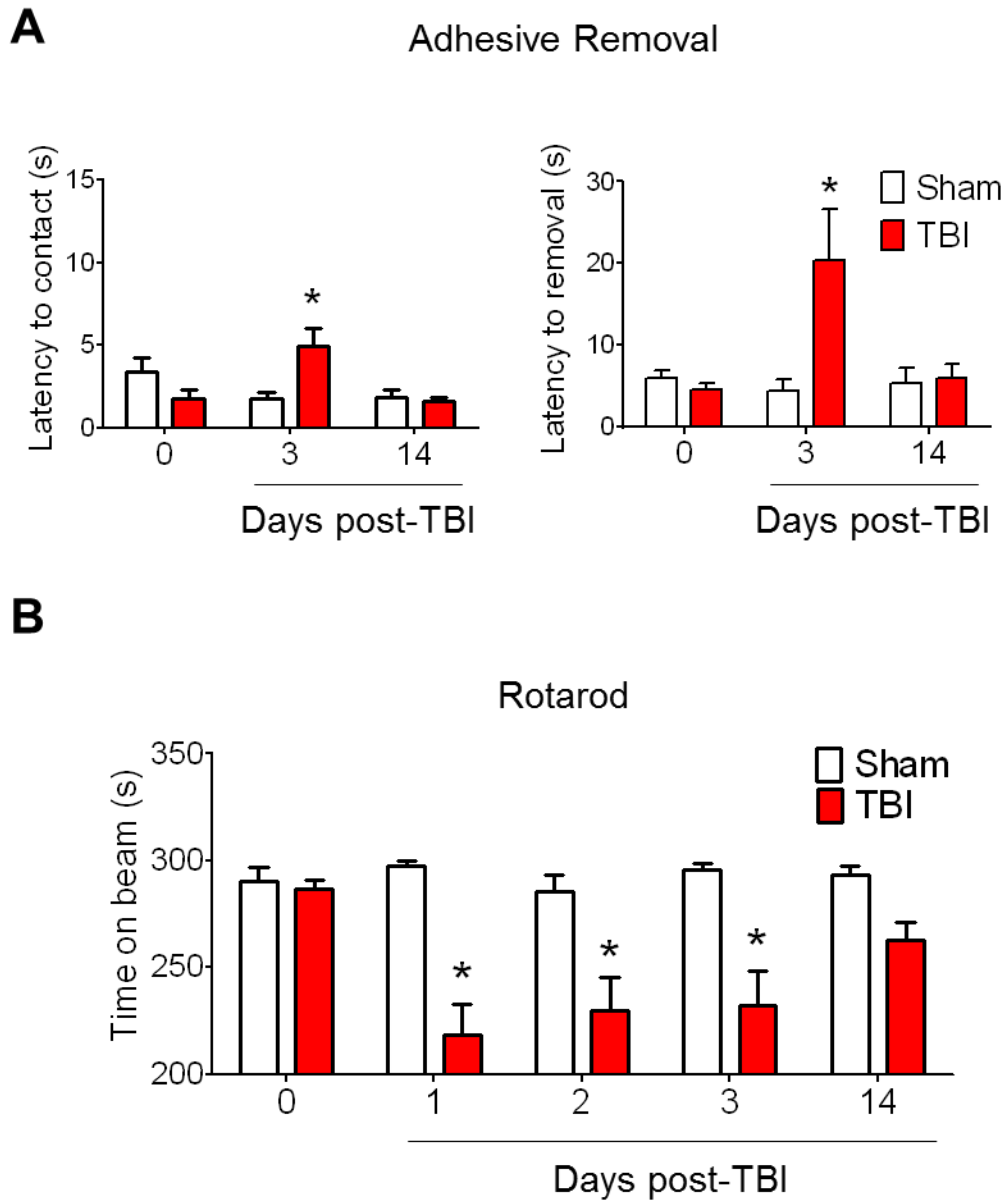 A
Adhesive Removal
Latency to contact (s)
15
10
5
0
*
0 3 14
Days post-TBI
Latency to removal (s)
30
20
10
0
*
Sham
TBI
0 3 14
Days post-TBI
B
Rotarod
Time on beam (s)
350
300
250
200
Sham
TBI
* * *
0 1 2 3 14
Days post-TBI